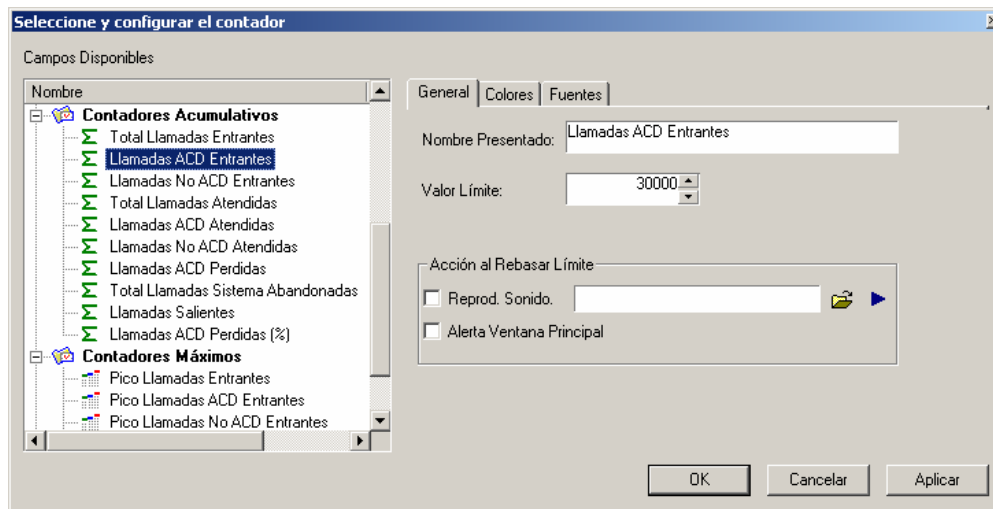 Seleccione y configurar el contador
Campos Disponibles
Nombre
Contadores Acumulativos
Total Llamadas Entrantes
Llamadas ACD Entrantes
Llamadas No ACD Entrantes
Total Llamadas Atendidas
Llamadas ACD Atendidas
Llamadas No ACD Atendidas
Llamadas ACD Perdidas
Total Llamadas Sistema Abandonadas
Llamadas Salientes
Llamadas ACD Perdidas (%)
Contadores Máximos
Pico Llamadas Entrantes
Pico Llamadas ACD Entrantes
Pico Llamadas No ACD Entrantes
General Colores Fuentes
Nombre Presentado: Llamadas ACD Entrantes
Valor Límite: 30000
Acción al Rebasar Límite
Reprod. Sonido.
Alerta Ventana Principal
OK Cancelar Aplicar